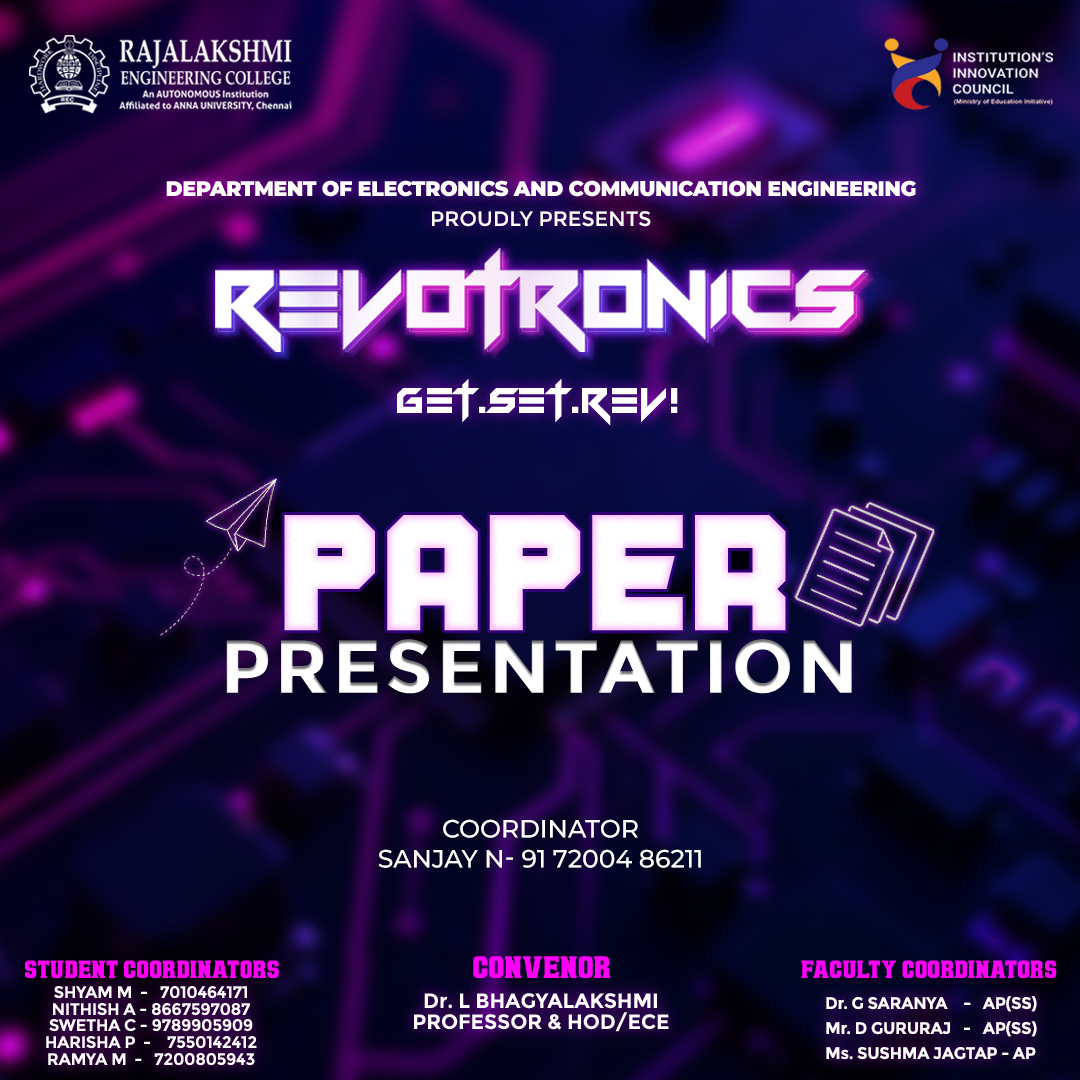 RAJALAKSHMI
ENGINEERING COLLEGE
An AUTONOMOUS Institution
Affiliated to ANNA UNIVERSITY, Chennai
REC
INSTITUTION'S
INNOVATION
COUNCIL
(Ministry of Education Initiative)
DEPARTMENT OF ELECTRONICS AND COMMUNICATION ENGINEERING
PROUDLY PRESENTS
REVOTRONICS
GET.SET.REV!
PAPER
PRESENTATION
COORDINATOR
SANJAY N- 91 72004 86211
STUDENT COORDINATORS
SHYAM M - 7010464171
NITHISH A - 8667597087
SWETHA C - 9789905909
HARISHA P - 7550142412
RAMYA M - 7200805943
CONVENOR
Dr. L BHAGYALAKSHMI
PROFESSOR & HOD/ECE
FACULTY COORDINATORS
Dr. G SARANYA - AP(SS)
Mr. D GURURAJ - AP(SS)
Ms. SUSHMA JAGTAP - AP